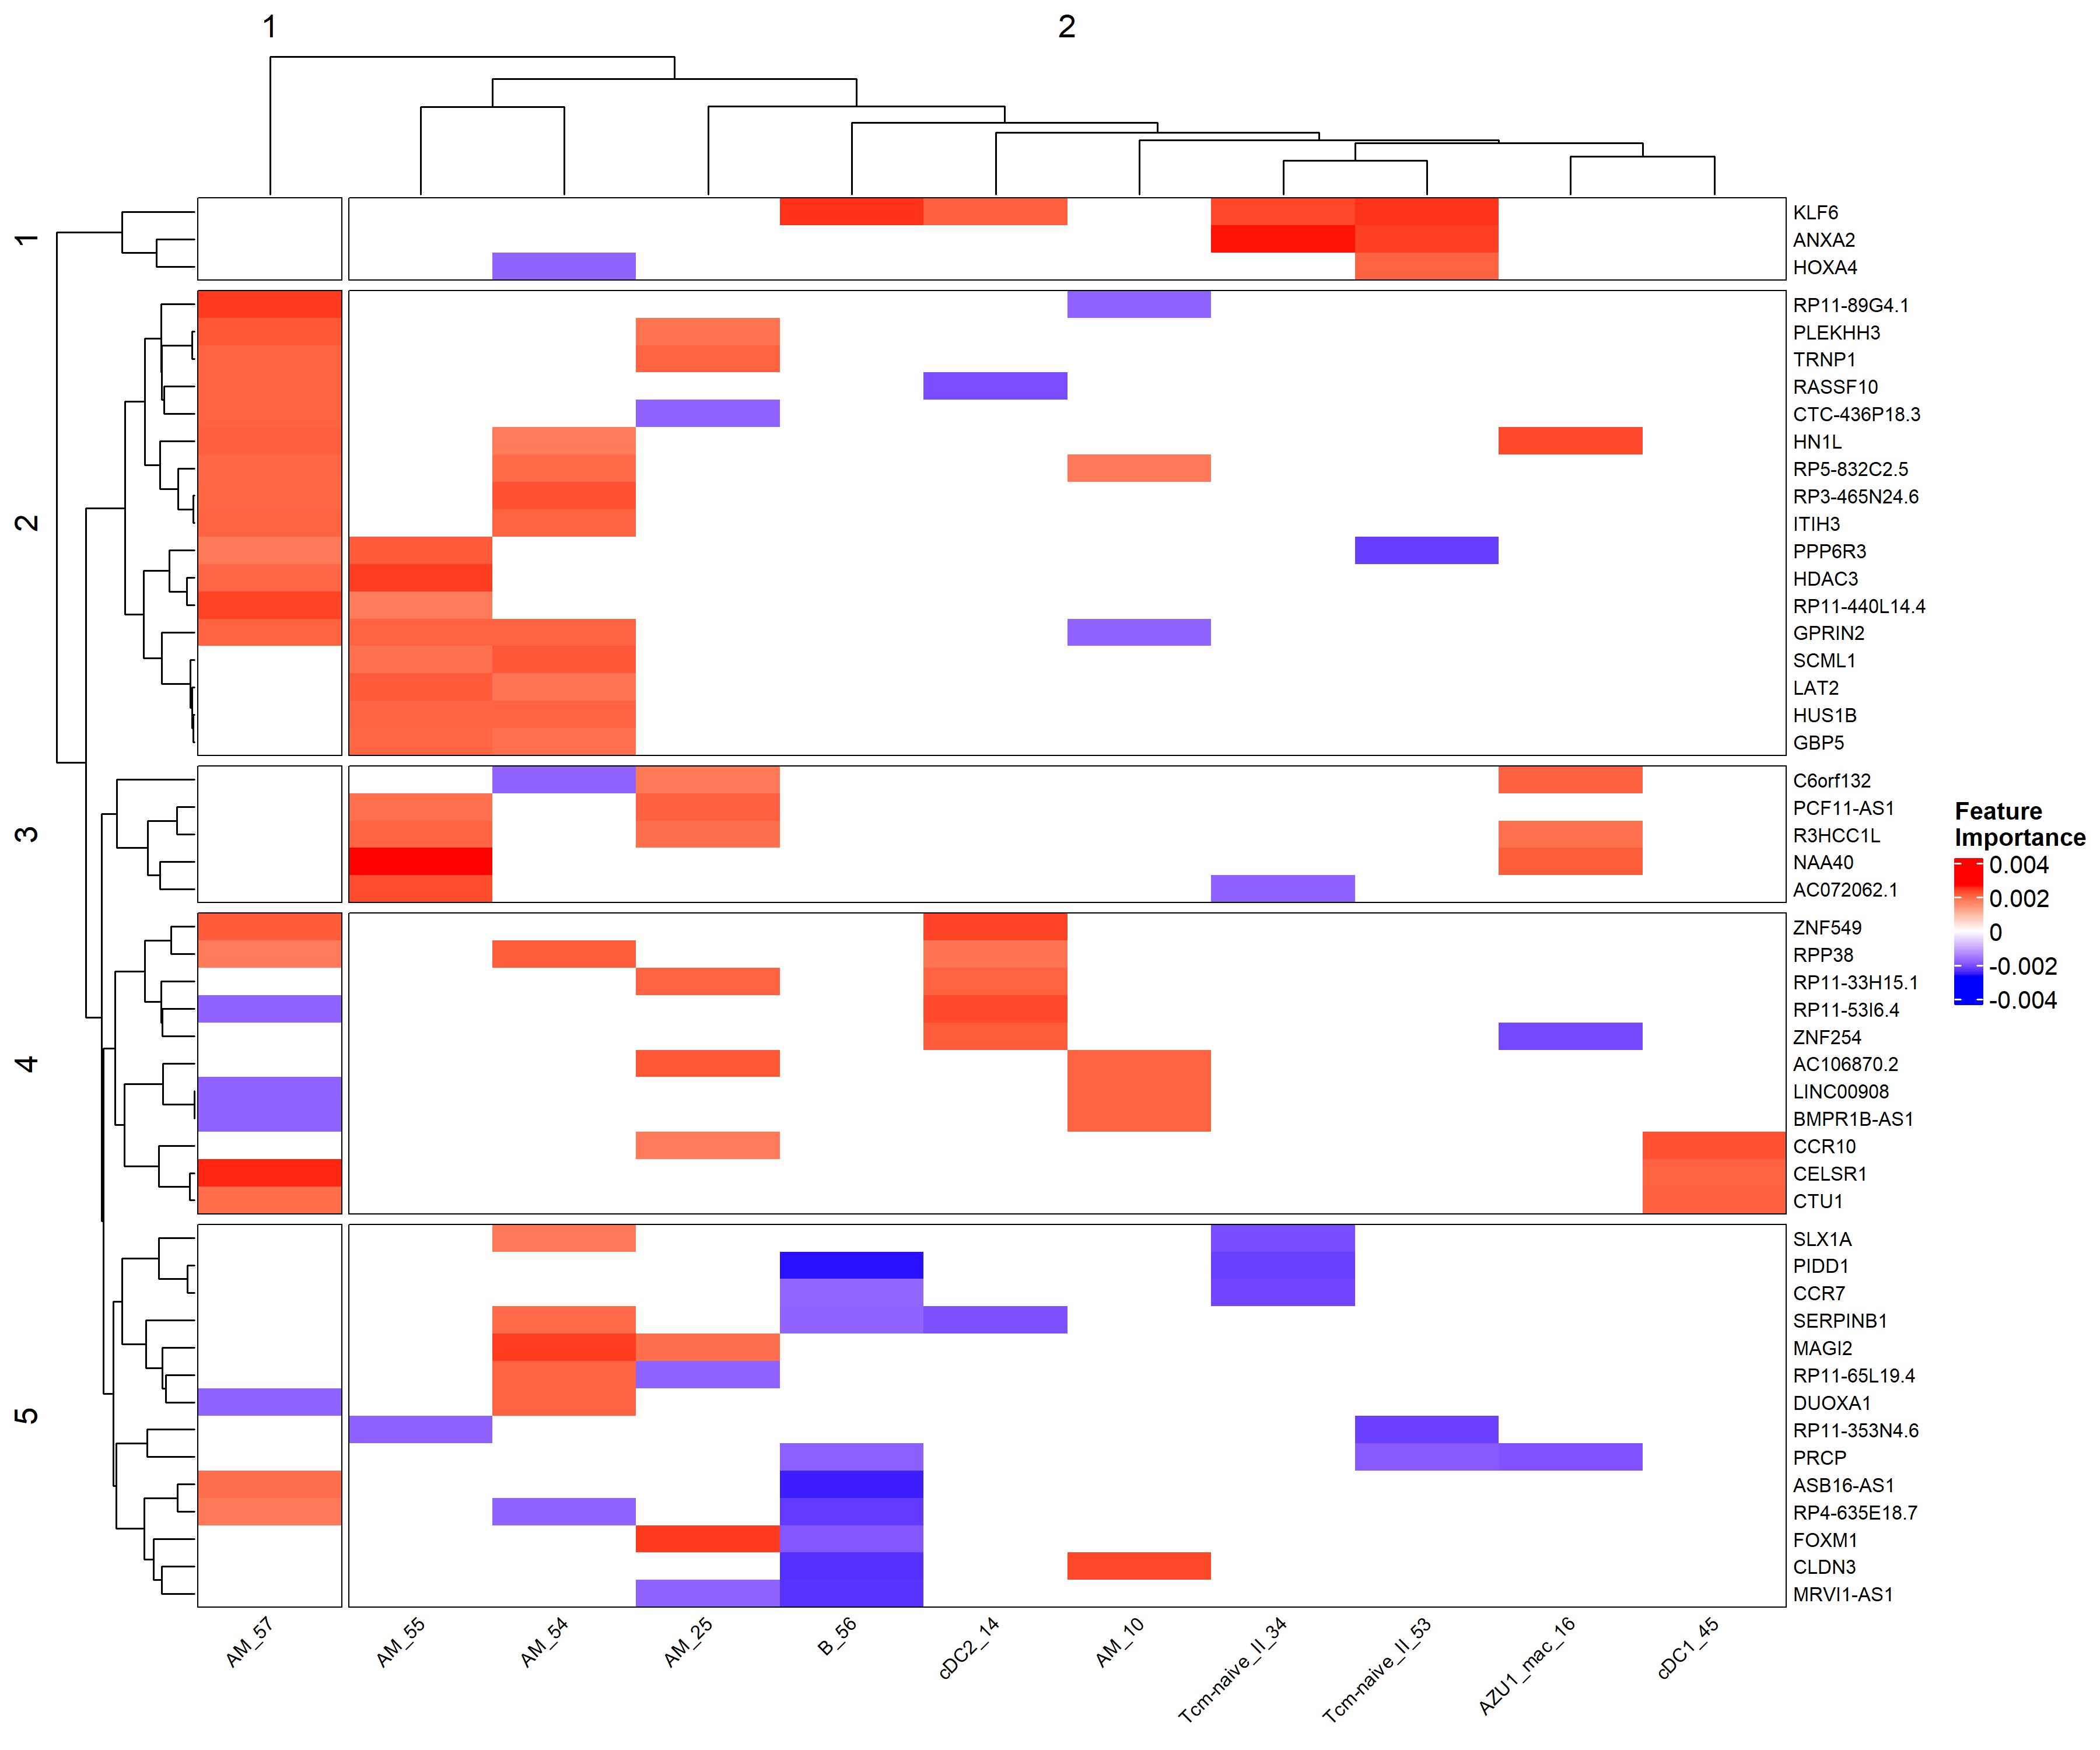 1
2
1
2
3
4
5
KLF6
ANXA2
HOXA4
RP11-89G4.1
PLEKHH3
TRNP1
RASSF10
CTC-436P18.3
HN1L
RP5-832C2.5
RP3-465N24.6
ITIH3
PPP6R3
HDAC3
RP11-440L14.4
GPRIN2
SCML1
LAT2
HUS1B
GBP5
C6orf132
PCF11-AS1
R3HCC1L
NAA40
AC072062.1
ZNF549
RPP38
RP11-33H15.1
RP11-53I6.4
ZNF254
AC106870.2
LINC00908
BMPR1B-AS1
CCR10
CELSR1
CTU1
SLX1A
PIDD1
CCR7
SERPINB1
MAGI2
RP11-65L19.4
DUOXA1
RP11-353N4.6
PRCP
ASB16-AS1
RP4-635E18.7
FOXM1
CLDN3
MRVI1-AS1
AM_57
AM_55
AM_54
AM_25
B_56
cDC2_14
AM_10
Tcm-naive_II_34
Tcm-naive_II_53
AZU1_mac_16
cDC1_45
Feature
Importance
0.004
0.002
0
-0.002
-0.004